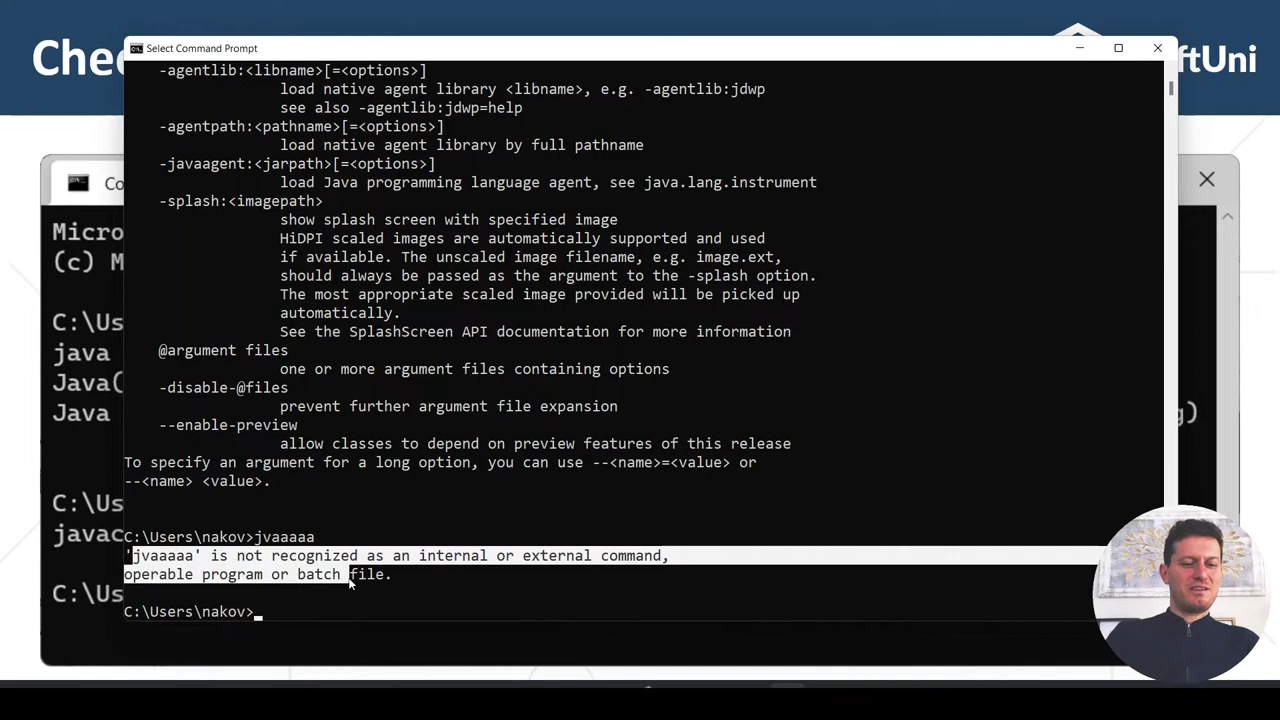 Chec
ftUni
Select Command Prompt
-agentlib:<libname>[=<options>]
load native agent library <libname>, e.g. -agentlib:jdwp
see also -agentlib:jdwp=help
-agentpath:<pathname>[=<options>]
load native agent library by full pathname
-javaagent:<jarpath>[=<options>]
load Java programming language agent, see java.lang.instrument
-splash:<imagepath>
show splash screen with specified image
HiDPI scaled images are automatically supported and used
if available. The unscaled image filename, e.g. image.ext,
should always be passed as the argument to the -splash option.
The most appropriate scaled image provided will be picked up
automatically.
See the SplashScreen API documentation for more information
@argument files
one or more argument files containing options
-disable-@files
prevent further argument file expansion
--enable-preview
allow classes to depend on preview features of this release
To specify an argument for a long option, you can use --<name>=<value> or
--<name> <value>.
C:\Users\nakov>jvaaaaa
'jvaaaaa' is not recognized as an internal or external command,
operable program or batch file.
C:\Users\nakov>
Co
Micro
(c) M
C:\Us
java
Java(
Java
g)
C:\Us
javac
C:\Us